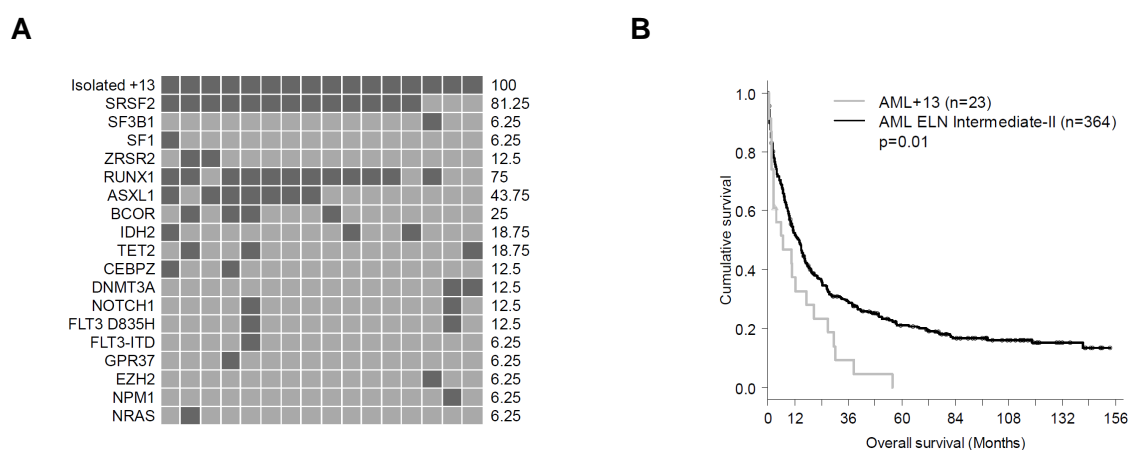 A
Isolated +13 100
SRSF2 81.25
SF3B1 6.25
SF1 6.25
ZRSR2 12.5
RUNX1 75
ASXL1 43.75
BCOR 25
IDH2 18.75
TET2 18.75
CEBPZ 12.5
DNMT3A 12.5
NOTCH1 12.5
FLT3 D835H 12.5
FLT3-ITD 6.25
GPR37 6.25
EZH2 6.25
NPM1 6.25
NRAS 6.25
B
AML+13 (n=23)
AML ELN Intermediate-II (n=364)
p=0.01
Cumulative survival
1.0
0.8
0.6
0.4
0.2
0.0
0 12 36 60 84 108 132 156
Overall survival (Months)